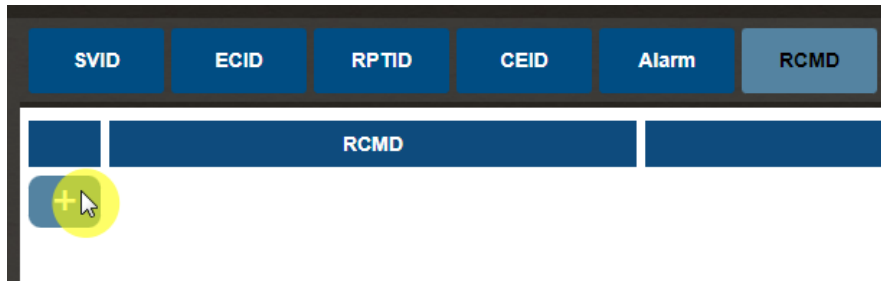 SVID ECID RPTID CEID Alarm RCMD
RCMD
+